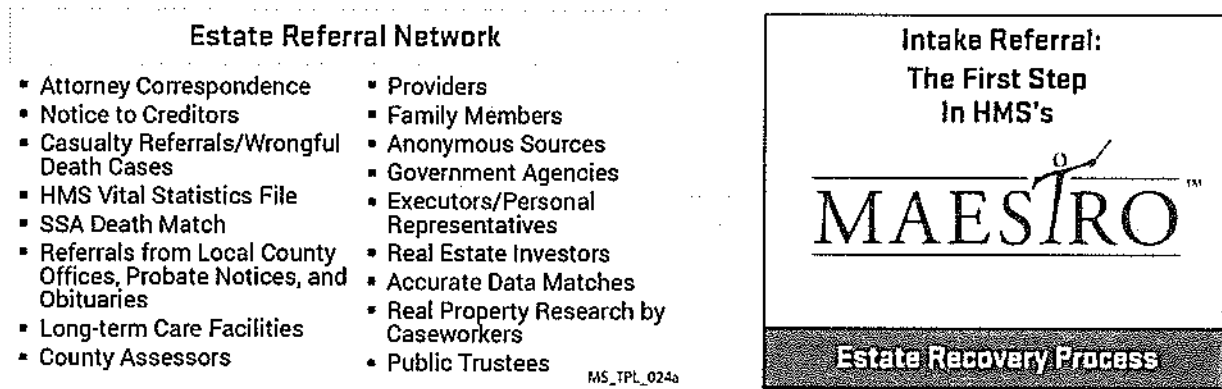 Estate Referral Network
▪ Attorney Correspondence
▪ Notice to Creditors
▪ Casualty Referrals/Wrongful
Death Cases
▪ HMS Vital Statistics File
▪ SSA Death Match
▪ Referrals from Local County
Offices, Probate Notices, and
Obituaries
▪ Long-term Care Facilities
▪ County Assessors
▪ Providers
▪ Family Members
▪ Anonymous Sources
▪ Government Agencies
▪ Executors/Personal
Representatives
▪ Real Estate Investors
▪ Accurate Data Matches
▪ Real Property Research by
Caseworkers
▪ Public Trustees
MS_TPL_024a
Intake Referral:
The First Step
In HMS's
MAESTRO™
Estate Recovery Process